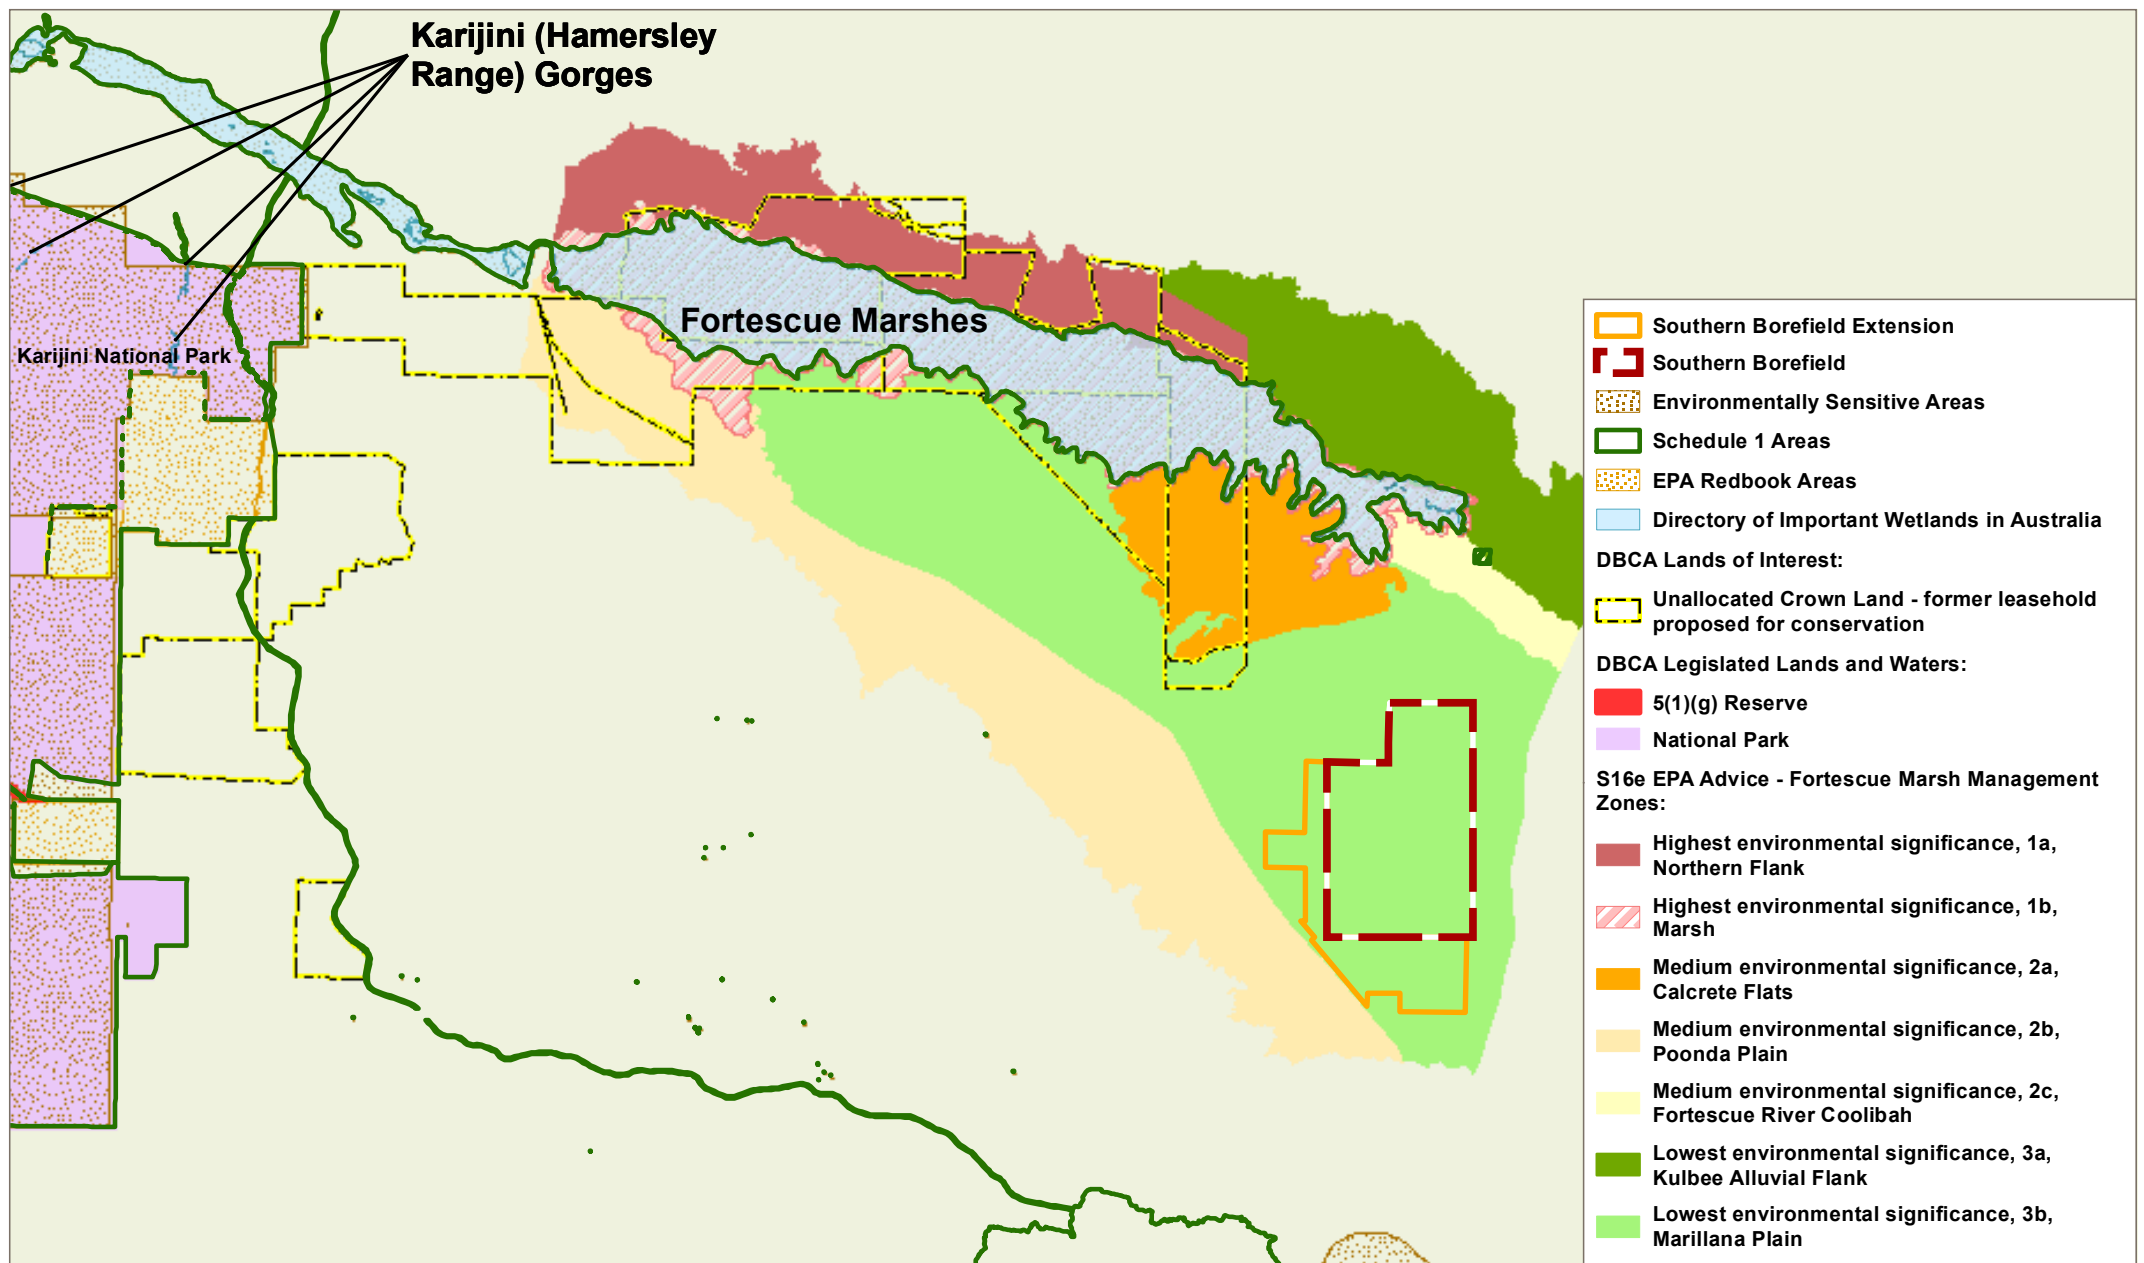 Karijini (Hamersley
Range) Gorges
Fortescue Marshes
Karijini National Park
Southern Borefield Extension
Southern Borefield
Environmentally Sensitive Areas
Schedule 1 Areas
EPA Redbook Areas
Directory of Important Wetlands in Australia
DBCA Lands of Interest:
Unallocated Crown Land - former leasehold
proposed for conservation
DBCA Legislated Lands and Waters:
5(1)(g) Reserve
National Park
S16e EPA Advice - Fortescue Marsh Management
Zones:
Highest environmental significance, 1a,
Northern Flank
Highest environmental significance, 1b,
Marsh
Medium environmental significance, 2a,
Calcrete Flats
Medium environmental significance, 2b,
Poonda Plain
Medium environmental significance, 2c,
Fortescue River Coolibah
Lowest environmental significance, 3a,
Kulbee Alluvial Flank
Lowest environmental significance, 3b,
Marillana Plain